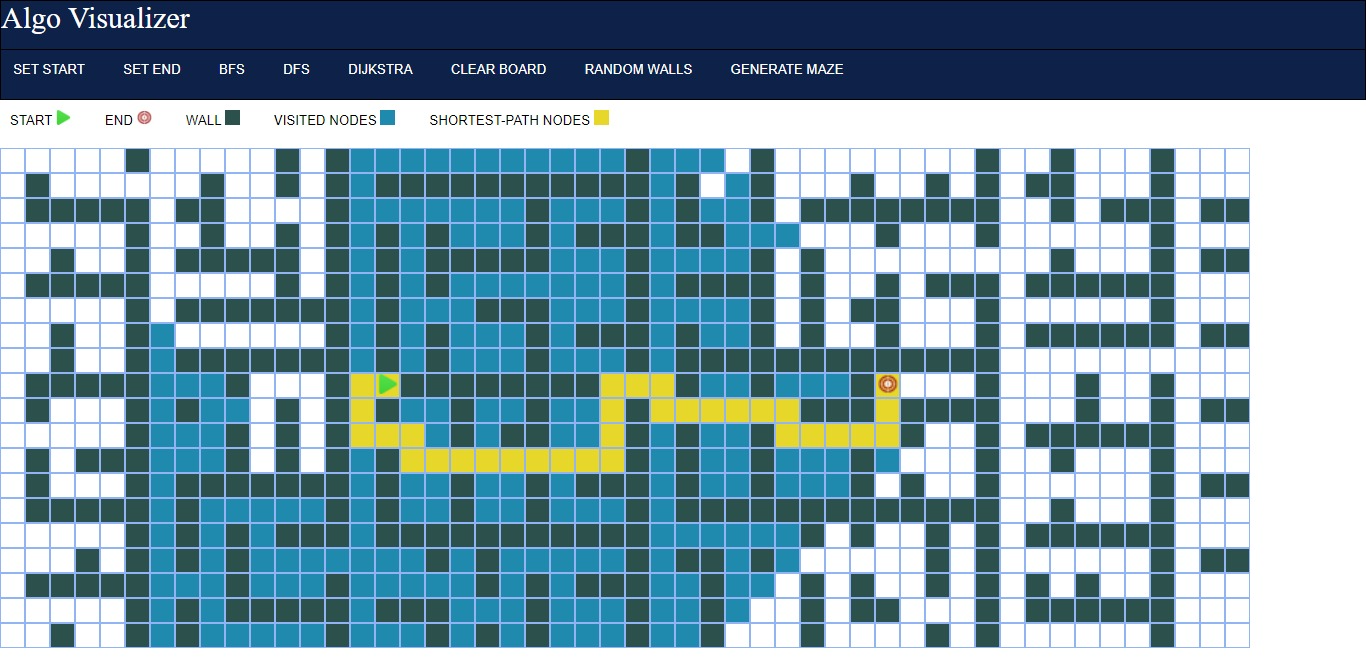 Algo Visualizer
SET START SET END BFS DFS DIJKSTRA CLEAR BOARD RANDOM WALLS GENERATE MAZE
START END WALL VISITED NODES SHORTEST-PATH NODES